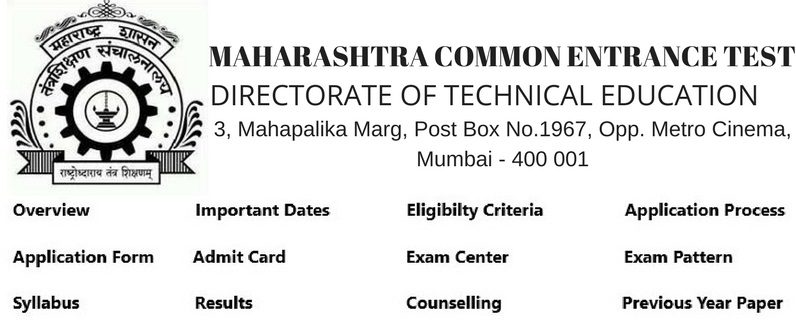 महाराष्ट्र शासन
तंत्रशिक्षण संचालनालय
राष्ट्रोध्दाराय तंत्र शिक्षणम्
MAHARASHTRA COMMON ENTRANCE TEST
DIRECTORATE OF TECHNICAL EDUCATION
3, Mahapalika Marg, Post Box No.1967, Opp. Metro Cinema,
Mumbai - 400 001
Overview Important Dates Eligibilty Criteria Application Process
Application Form Admit Card Exam Center Exam Pattern
Syllabus Results Counselling Previous Year Paper